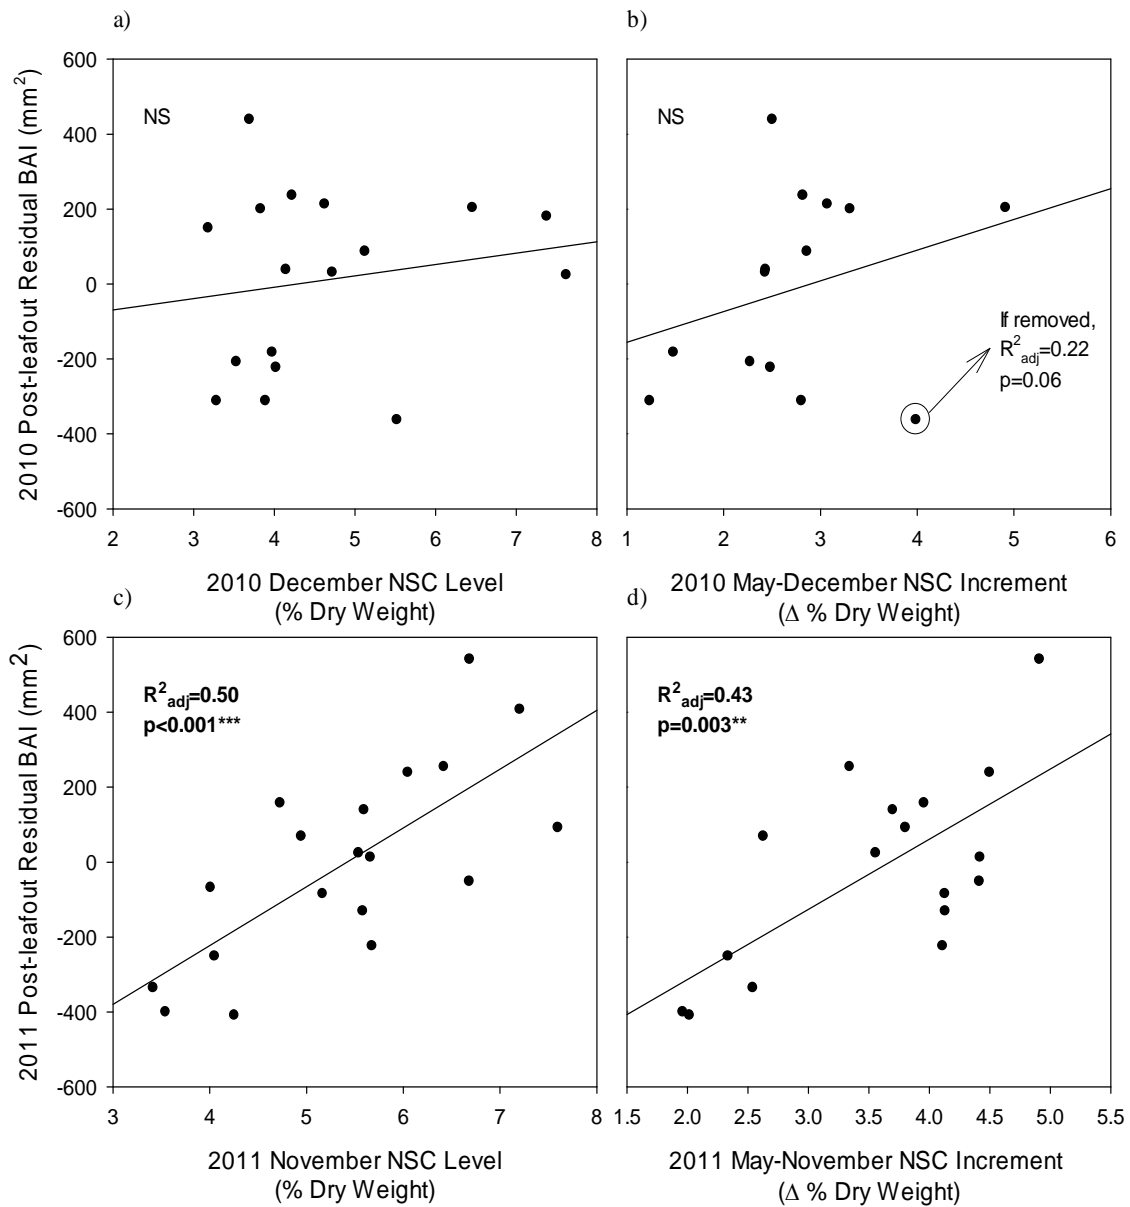 a)
b)
2010 Post-leafout Residual BAI (mm²)
600
400
200
0
-200
-400
-600
NS
2
3
4
5
6
7
8
2010 December NSC Level
(% Dry Weight)
NS
If removed,
R²adj=0.22
p=0.06
1
2
3
4
5
6
2010 May-December NSC Increment
(Δ % Dry Weight)
c)
d)
2011 Post-leafout Residual BAI (mm²)
600
400
200
0
-200
-400
-600
R²adj=0.50
p<0.001***
3
4
5
6
7
8
2011 November NSC Level
(% Dry Weight)
R²adj=0.43
p=0.003**
1.5
2.0
2.5
3.0
3.5
4.0
4.5
5.0
5.5
2011 May-November NSC Increment
(Δ % Dry Weight)